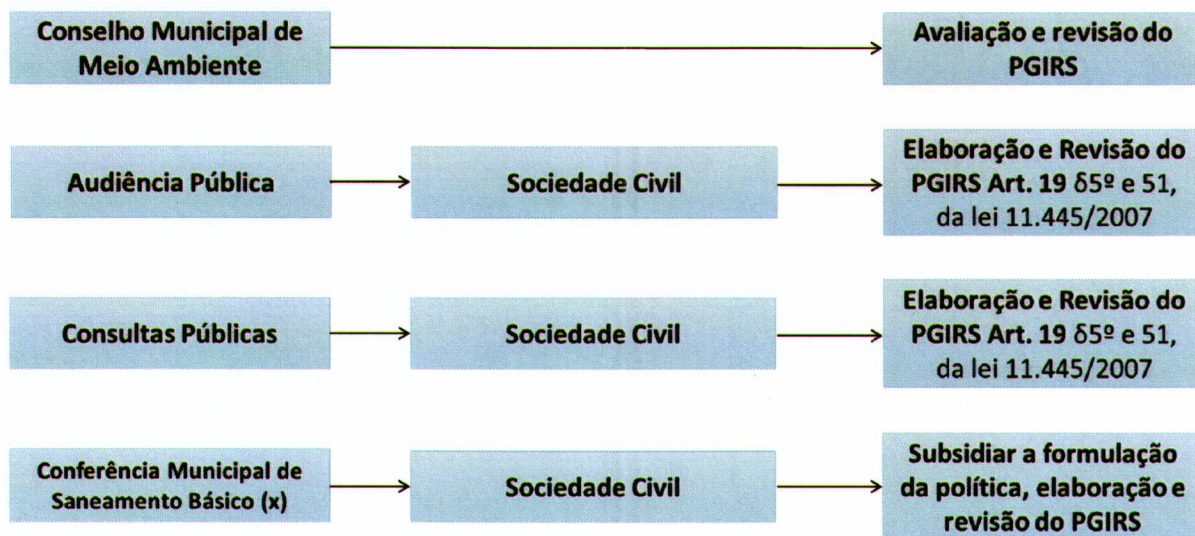 Conselho Municipal de
Meio Ambiente
Avaliação e revisão do
PGIRS
Audiência Pública
Sociedade Civil
Elaboração e Revisão do
PGIRS Art. 19 δ5º e 51,
da lei 11.445/2007
Consultas Públicas
Sociedade Civil
Elaboração e Revisão do
PGIRS Art. 19 δ5º e 51,
da lei 11.445/2007
Conferência Municipal de
Saneamento Básico (x)
Sociedade Civil
Subsidiar a formulação
da política, elaboração e
revisão do PGIRS